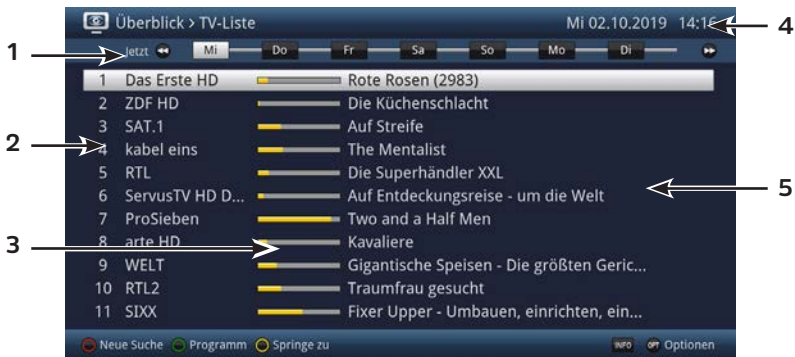 Überblick > TV-Liste Mi 02.10.2019 14:16 4
1 Jetzt Mi Do Fr Sa So Mo Di
1 Das Erste HD Rote Rosen (2983)
2 ZDF HD Die Küchenschlacht
3 SAT.1 Auf Streife
2 4 kabel eins The Mentalist
5 RTL Die Superhändler XXL
6 ServusTV HD D... Auf Entdeckungsreise - um die Welt 5
7 ProSieben Two and a Half Men
3 8 arte HD Kavaliere
9 WELT Gigantische Speisen - Die größten Geric...
10 RTL2 Traumfrau gesucht
11 SIXX Fixer Upper - Umbauen, einrichten, ein...
Neue Suche Programm Springe zu INFO OPT Optionen